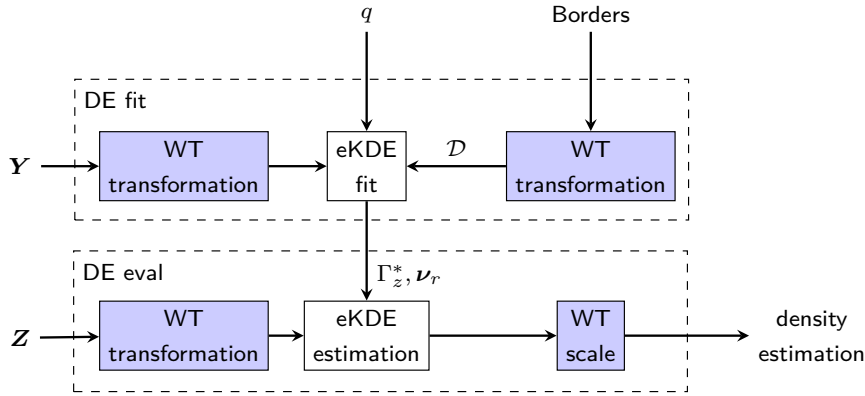 q
Borders
DE fit
Y
WT
transformation
eKDE
fit
𝒟
WT
transformation
DE eval
Γ*_z, ν_r
Z
WT
transformation
eKDE
estimation
WT
scale
density
estimation